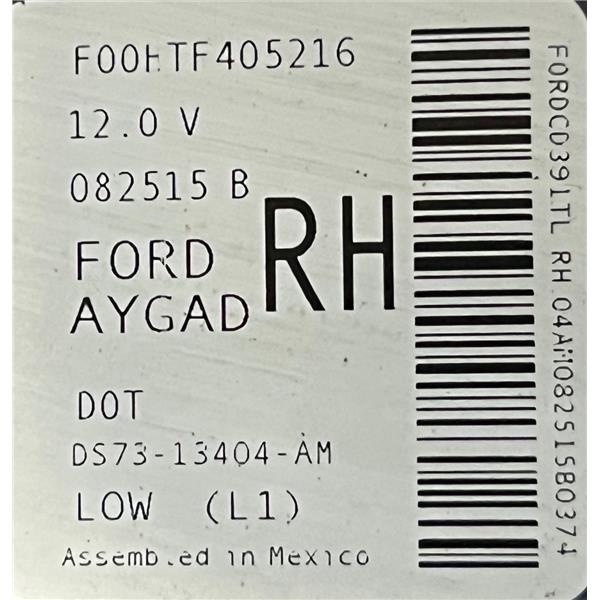 F00HTF405216
12.0 V
082515 B
FORD
AYGAD
RH
DOT
DS73-13404-AM
LOW (L1)
Assembled in Mexico
FORDCD391TL RH 04AM082515B0374